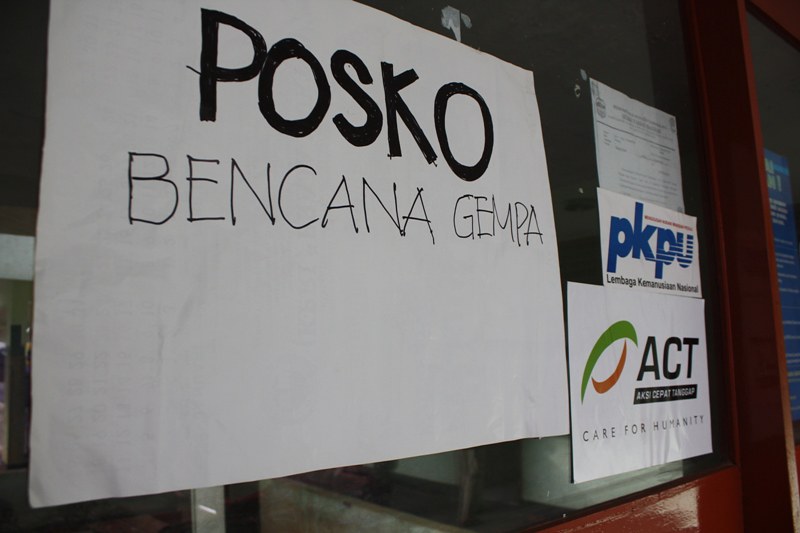 POSKO
BENCANA GEMPA
pkpu
Lembaga Kemanusiaan Nasional
ACT
AKSI CEPAT TANGGAP
CARE FOR HUMANITY